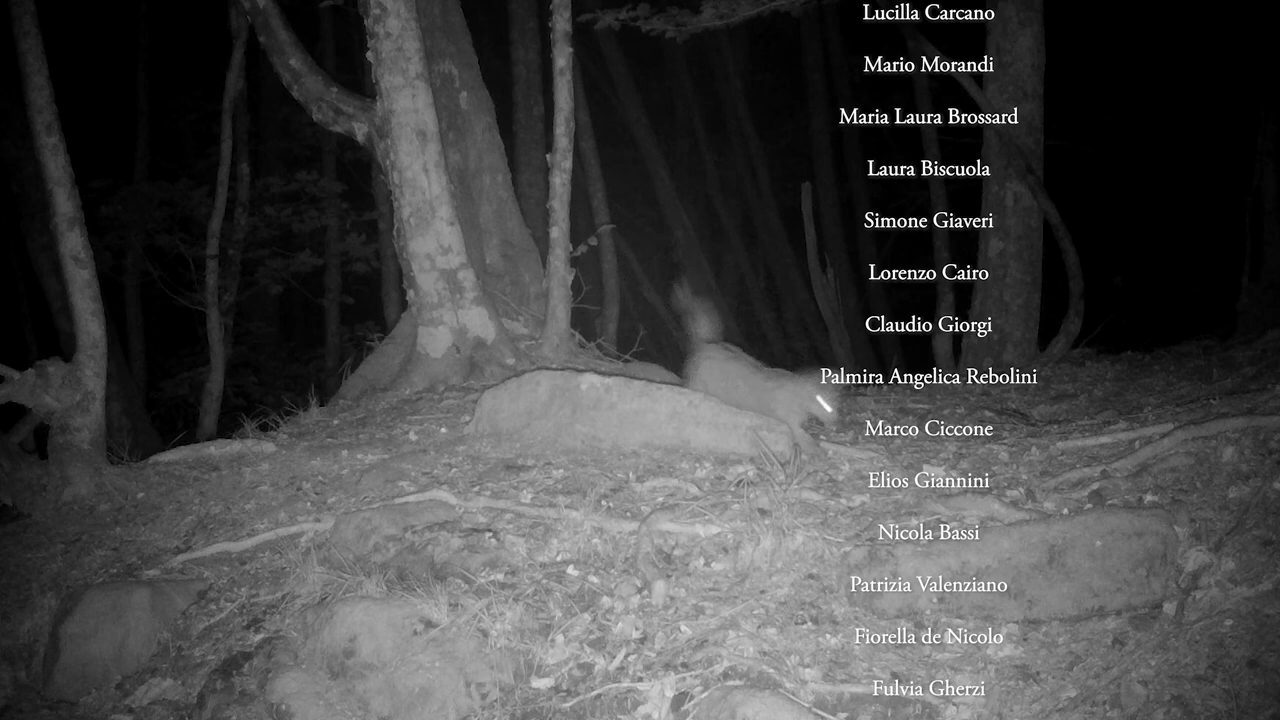 Lucilla Carcano
Mario Morandi
Maria Laura Brossard
Laura Biscuola
Simone Giaveri
Lorenzo Cairo
Claudio Giorgi
Palmira Angelica Rebolini
Marco Ciccone
Elios Giannini
Nicola Bassi
Patrizia Valenziano
Fiorella de Nicolo
Fulvia Gherzi